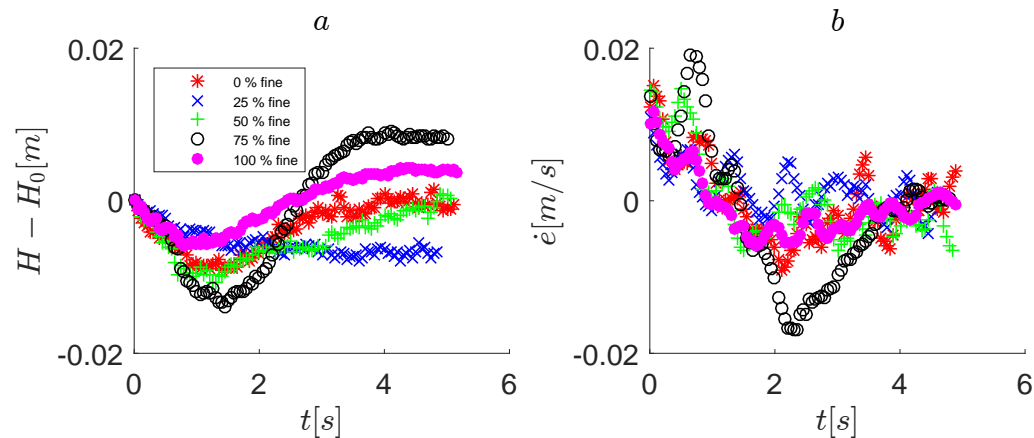 a
0.02
0
-0.02
H − H₀[m]
0 % fine
25 % fine
50 % fine
75 % fine
100 % fine
0 2 4 6
t[s]
b
0.02
0
-0.02
ė[m/s]
0 2 4 6
t[s]